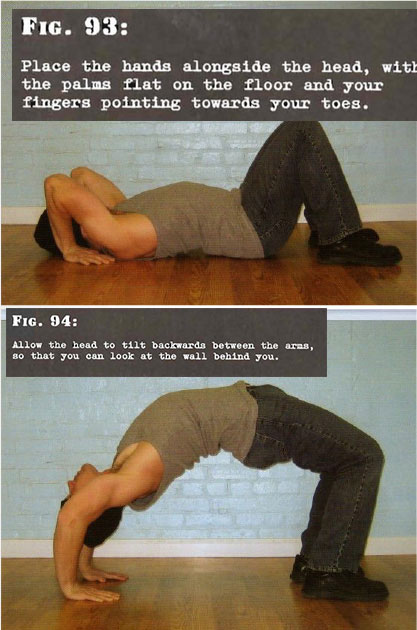 FIG. 93:
Place the hands alongside the head, with
the palms flat on the floor and your
fingers pointing towards your toes.
FIG. 94:
Allow the head to tilt backwards between the arms,
so that you can look at the wall behind you.